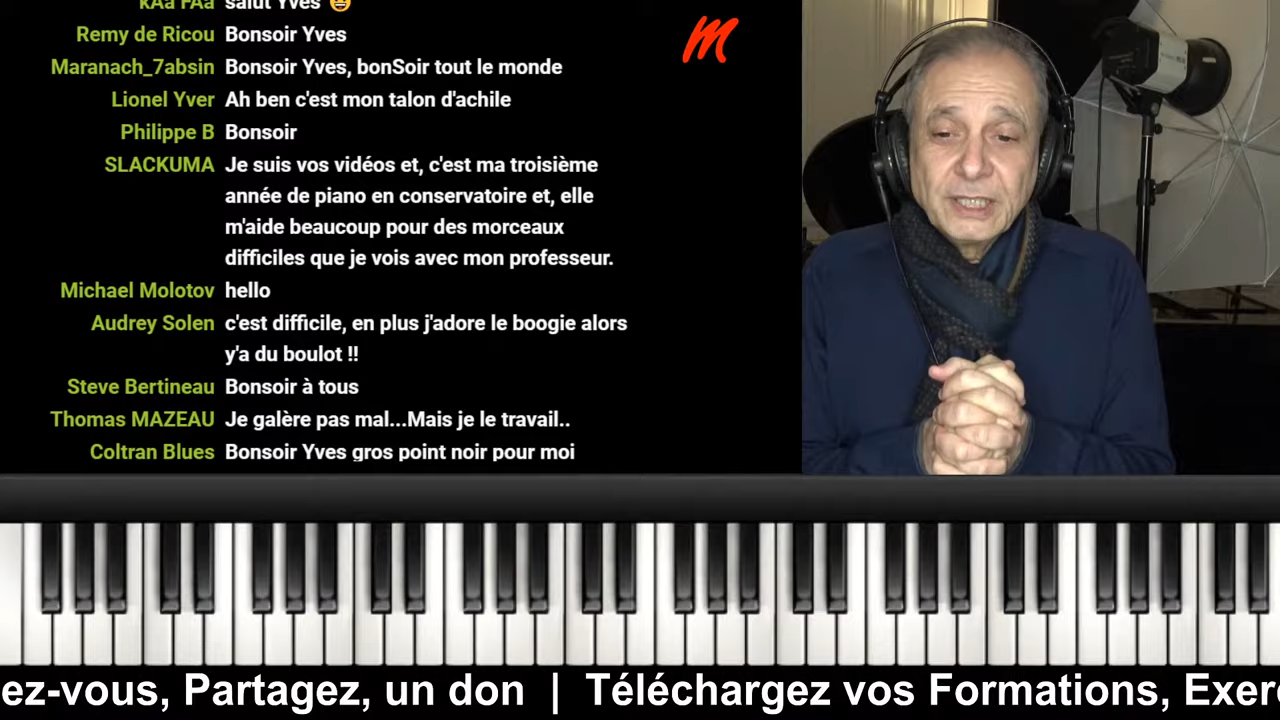 kAa FAa salut Yves 😆
Remy de Ricou Bonsoir Yves
Maranach_7absin Bonsoir Yves, bonSoir tout le monde
Lionel Yver Ah ben c'est mon talon d'achile
Philippe B Bonsoir
SLACKUMA Je suis vos vidéos et, c'est ma troisième
année de piano en conservatoire et, elle
m'aide beaucoup pour des morceaux
difficiles que je vois avec mon professeur.
Michael Molotov hello
Audrey Solen c'est difficile, en plus j'adore le boogie alors
y'a du boulot !!
Steve Bertineau Bonsoir à tous
Thomas MAZEAU Je galère pas mal...Mais je le travail..
Coltran Blues Bonsoir Yves gros point noir pour moi
m
ez-vous, Partagez, un don | Téléchargez vos Formations, Exer